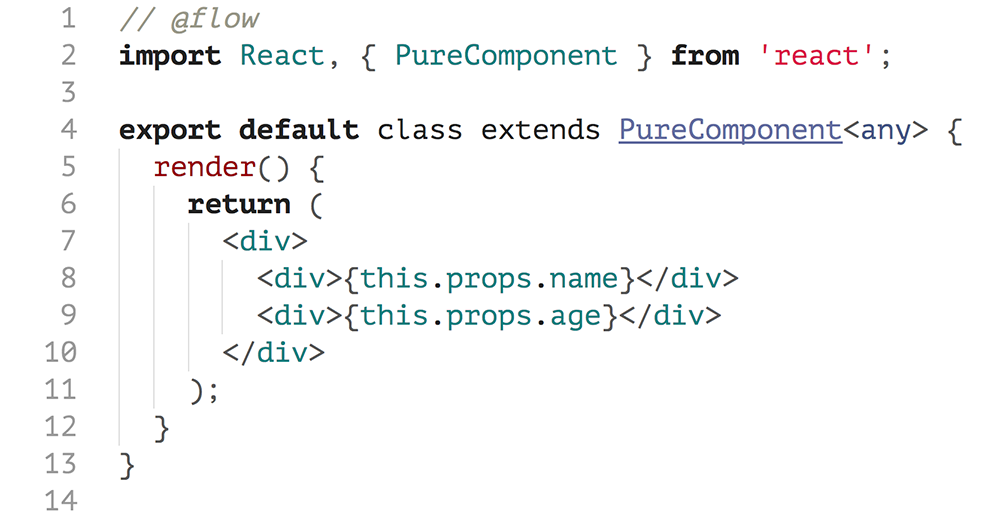 1 // @flow
2 import React, { PureComponent } from 'react';
3
4 export default class extends PureComponent<any> {
5   render() {
6     return (
7       <div>
8         <div>{this.props.name}</div>
9         <div>{this.props.age}</div>
10       </div>
11     );
12   }
13 }
14